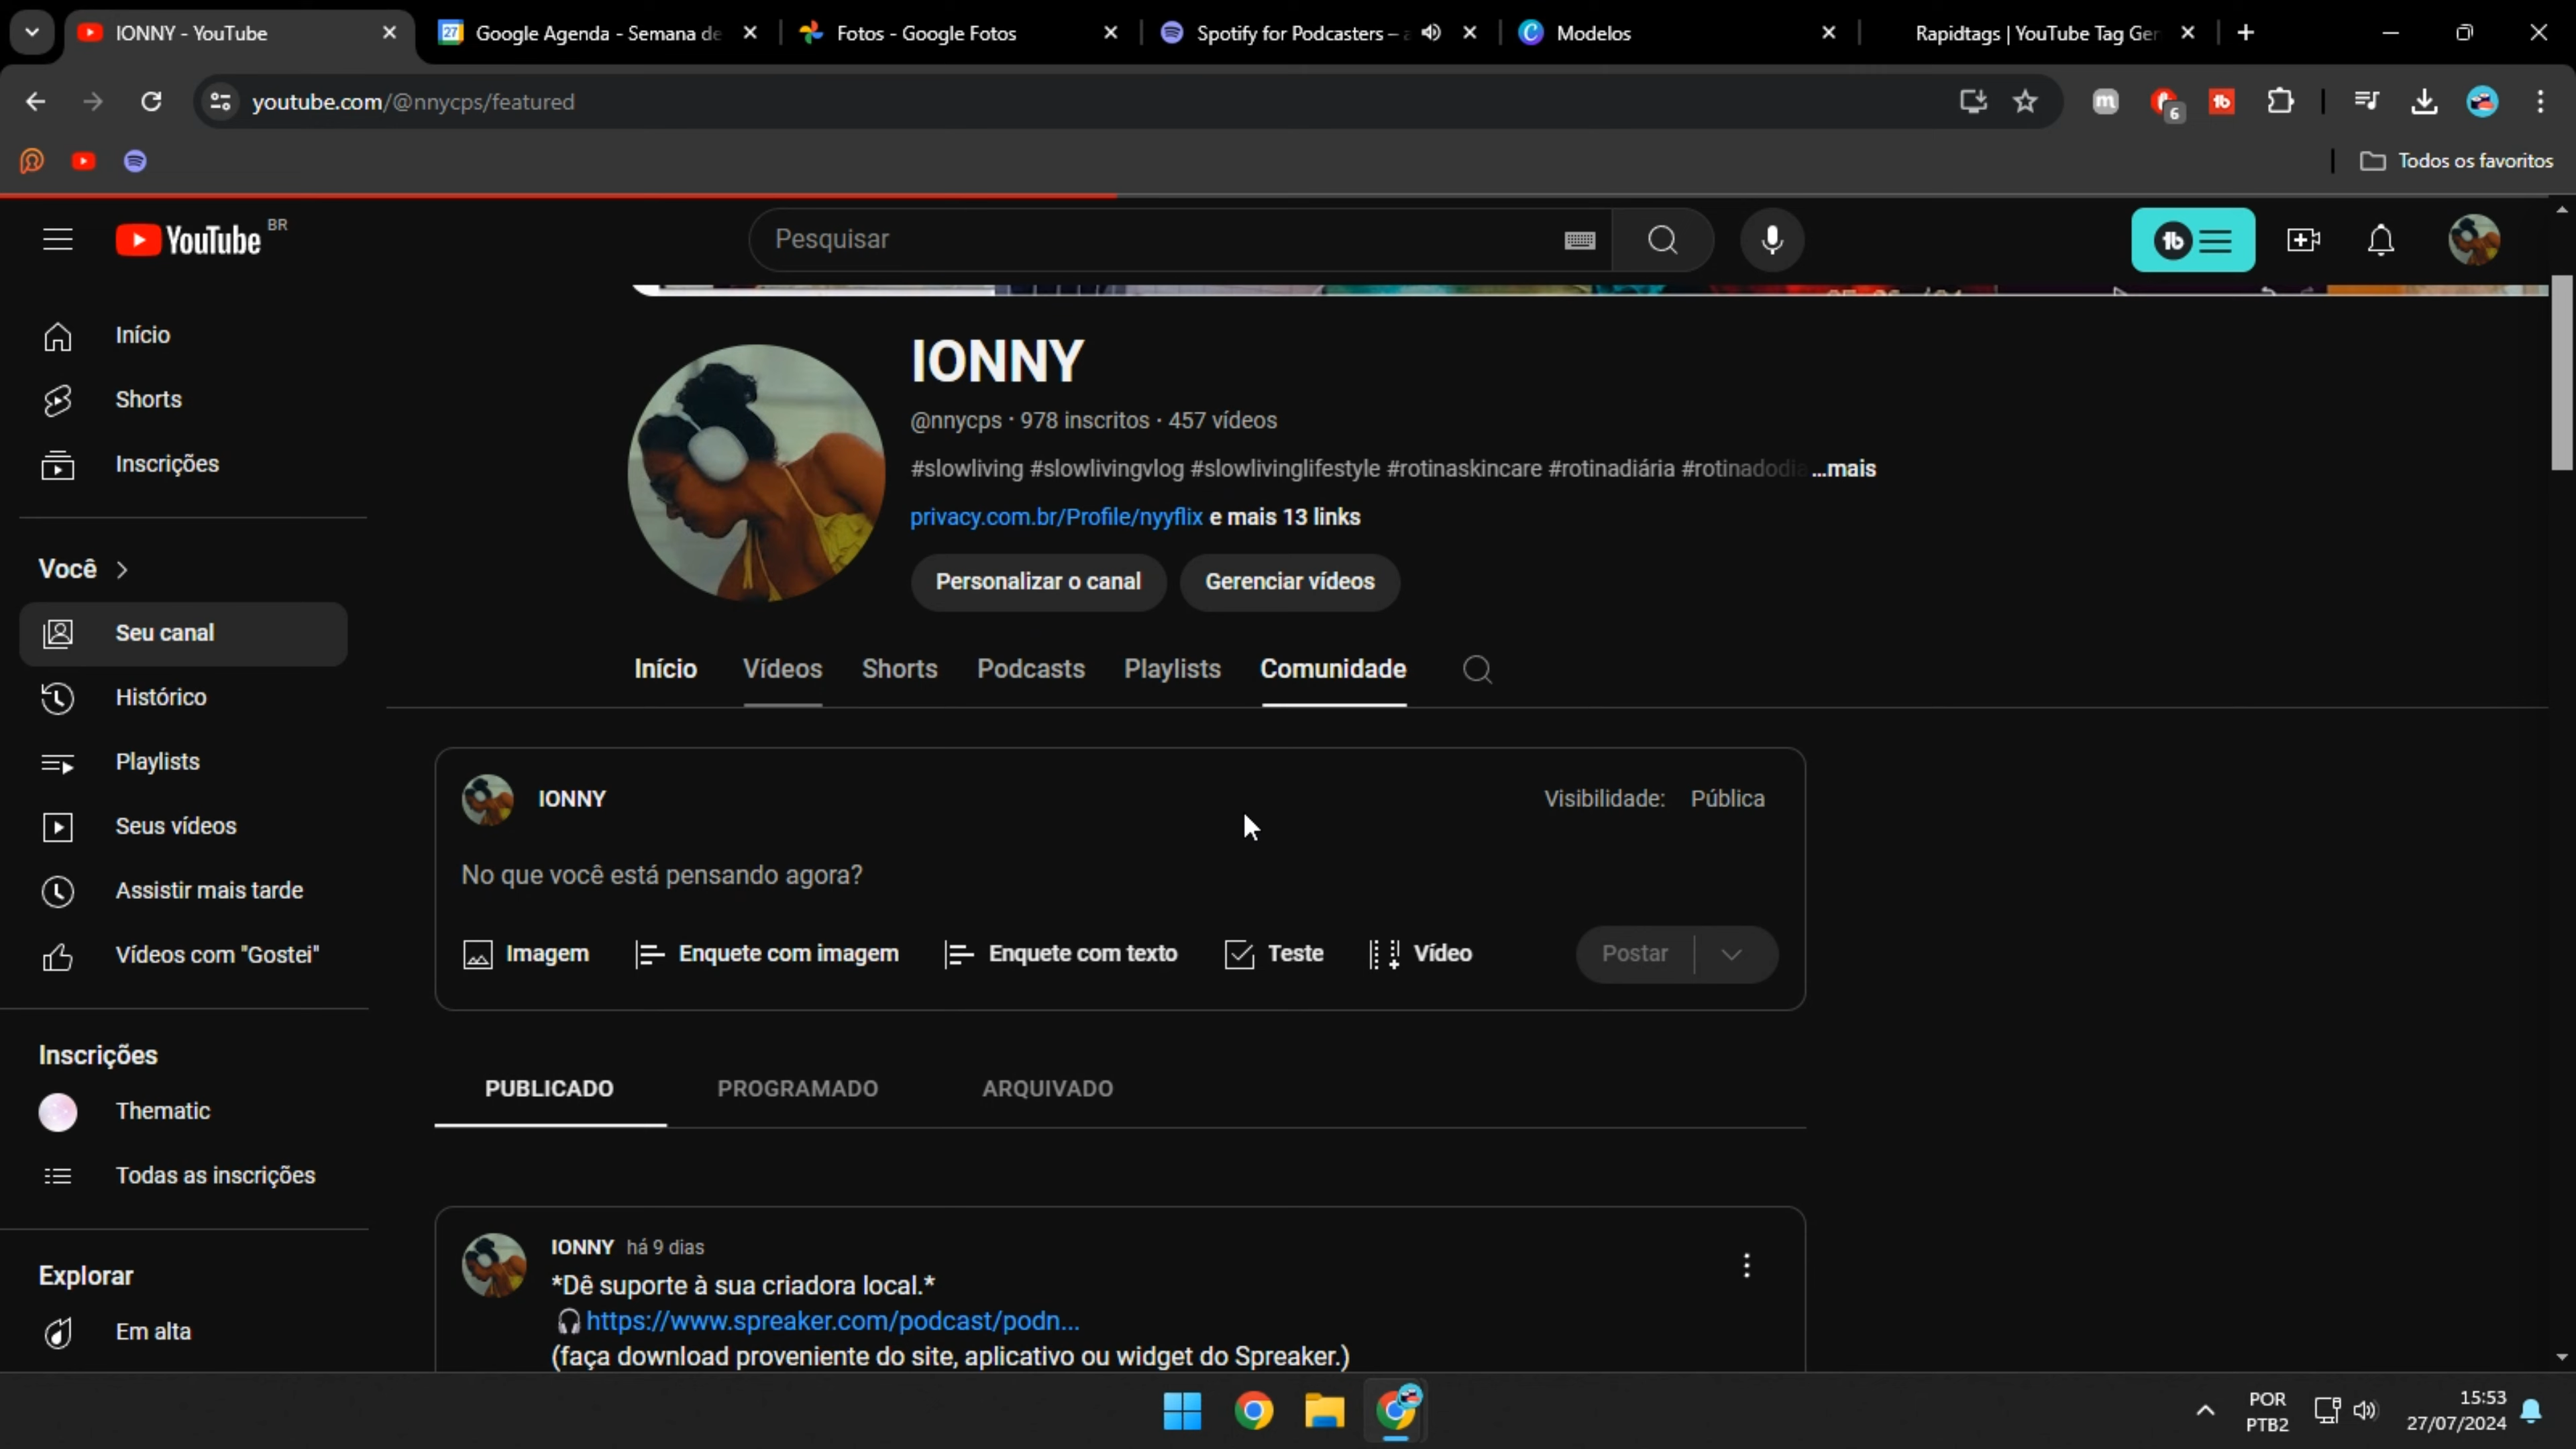 IONNY - YouTube
Google Agenda - Semana de
Fotos - Google Fotos
Spotify for Podcasters –
Modelos
Rapidtags | YouTube Tag Ger
youtube.com/@nnycps/featured
m
6
tb
Todos os favoritos
YouTube BR
Pesquisar
tb
Início
Shorts
Inscrições
Você
Seu canal
Histórico
Playlists
Seus vídeos
Assistir mais tarde
Vídeos com "Gostei"
Inscrições
Thematic
Todas as inscrições
Explorar
Em alta
IONNY
@nnycps · 978 inscritos · 457 vídeos
#slowliving #slowlivingvlog #slowlivinglifestyle #rotinaskincare #rotinadiária #rotinadodia ...mais
privacy.com.br/Profile/nyyflix e mais 13 links
Personalizar o canal Gerenciar vídeos
Início Vídeos Shorts Podcasts Playlists Comunidade
IONNY Visibilidade: Pública
No que você está pensando agora?
Imagem Enquete com imagem Enquete com texto Teste Vídeo Postar
PUBLICADO PROGRAMADO ARQUIVADO
IONNY há 9 dias
*Dê suporte à sua criadora local.*
🎧https://www.spreaker.com/podcast/podn...
(faça download proveniente do site, aplicativo ou widget do Spreaker.)
POR
PTB2
15:53
27/07/2024